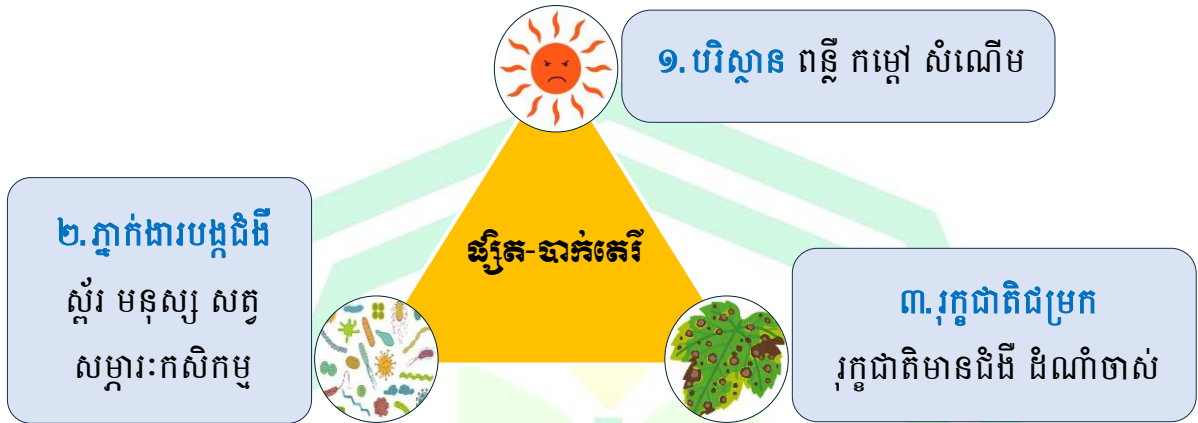 ១. បរិស្ថាន ពន្លឺ កម្ដៅ សំណើម
២. ភ្នាក់ងារបង្កជំងឺ
ស្ព័រ មនុស្ស សត្វ
សម្ភារៈកសិកម្ម
ផ្សិត-បាក់តេរី
៣. រុក្ខជាតិជម្រក
រុក្ខជាតិមានជំងឺ ដំណាំចាស់